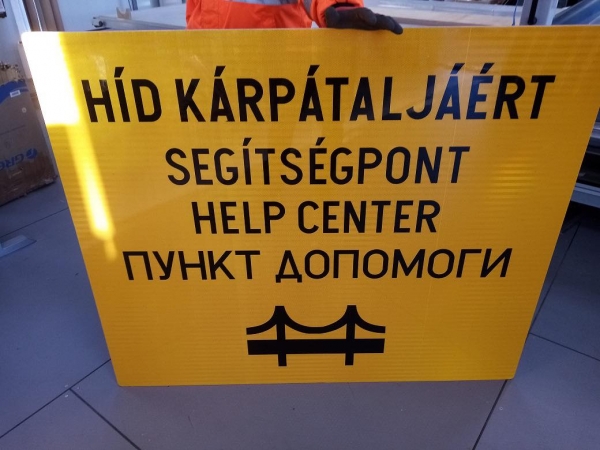 HÍD KÁRPÁTALJÁÉRT
SEGÍTSÉGPONT
HELP CENTER
ПУНКТ ДОПОМОГИ